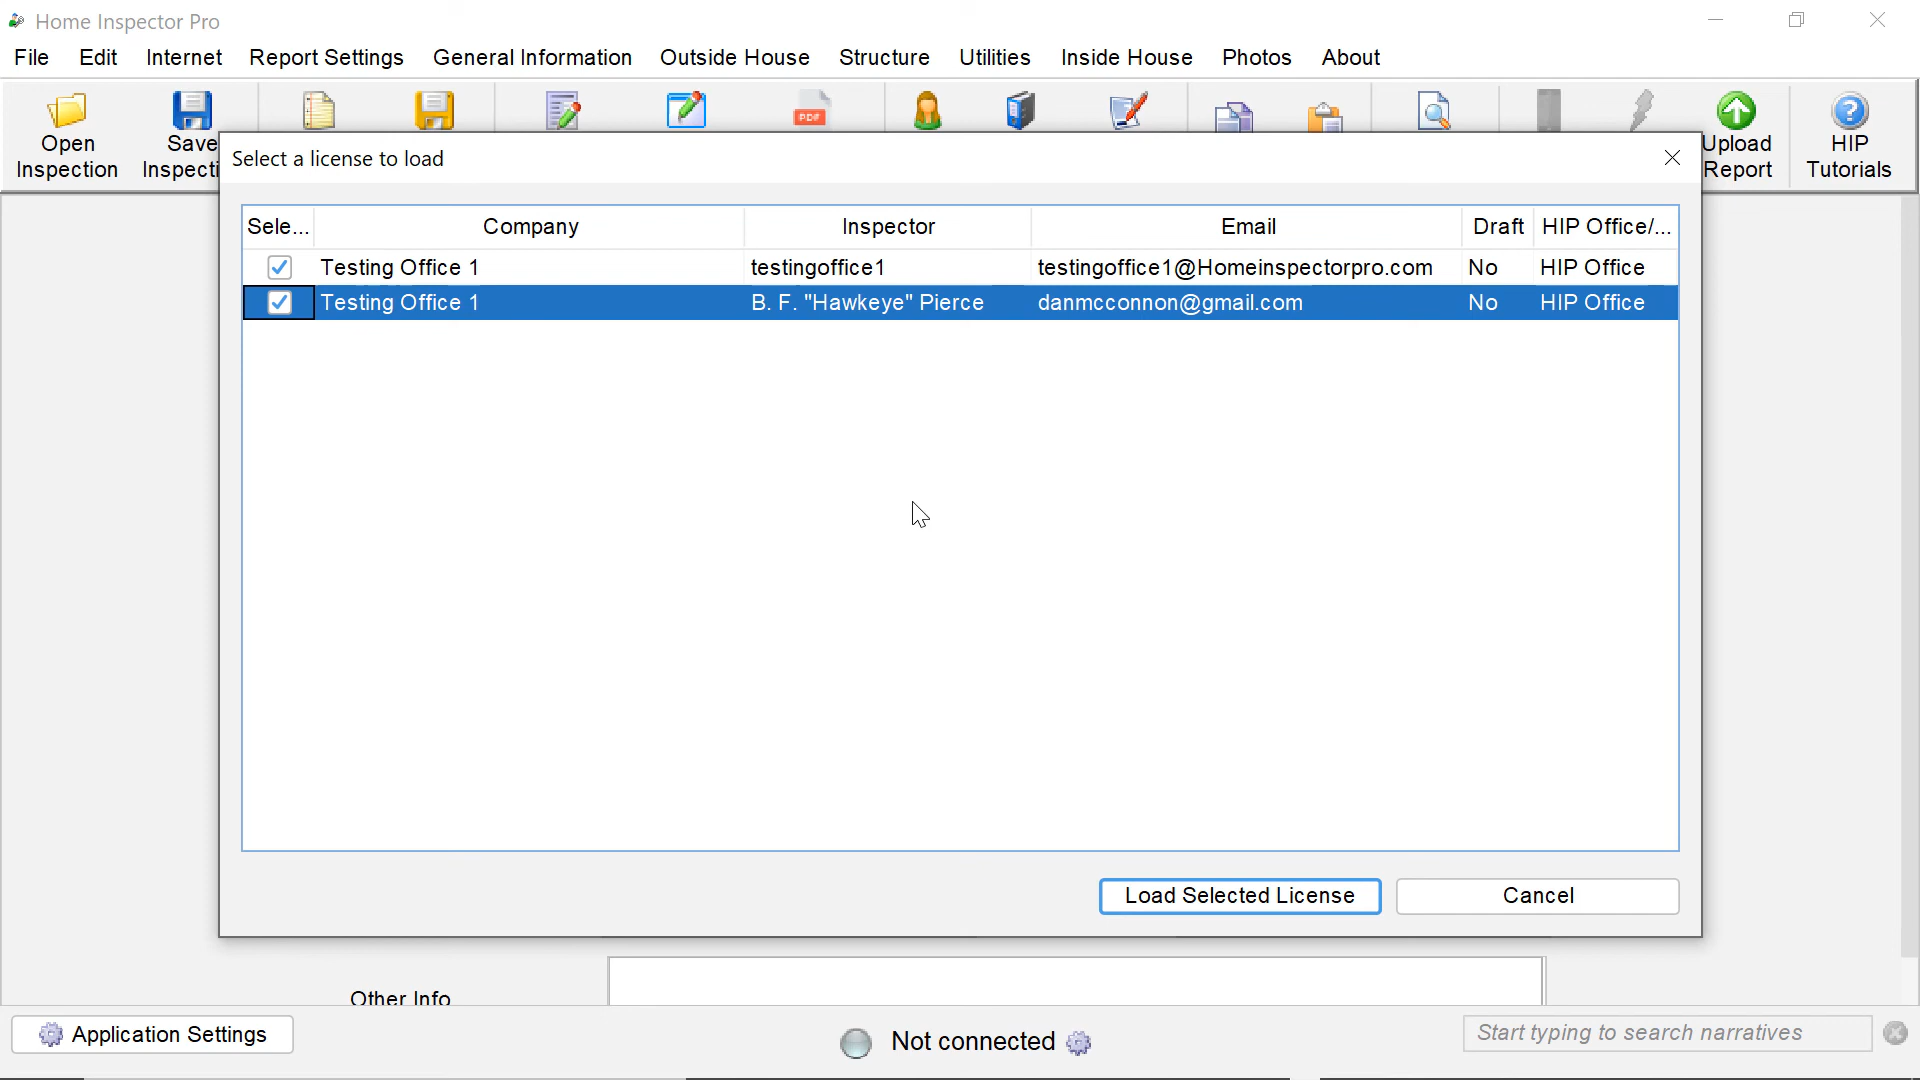 Home Inspector Pro
File Edit Internet Report Settings General Information Outside House Structure Utilities Inside House Photos About
Open Inspection
Save Inspecti
PDF
Upload Report
HIP Tutorials
Select a license to load
Sele... Company Inspector Email Draft HIP Office/...
Testing Office 1 testingoffice1 testingoffice1@Homeinspectorpro.com No HIP Office
Testing Office 1 B. F. "Hawkeye" Pierce danmcconnon@gmail.com No HIP Office
Load Selected License Cancel
Other Info
Application Settings Not connected Start typing to search narratives